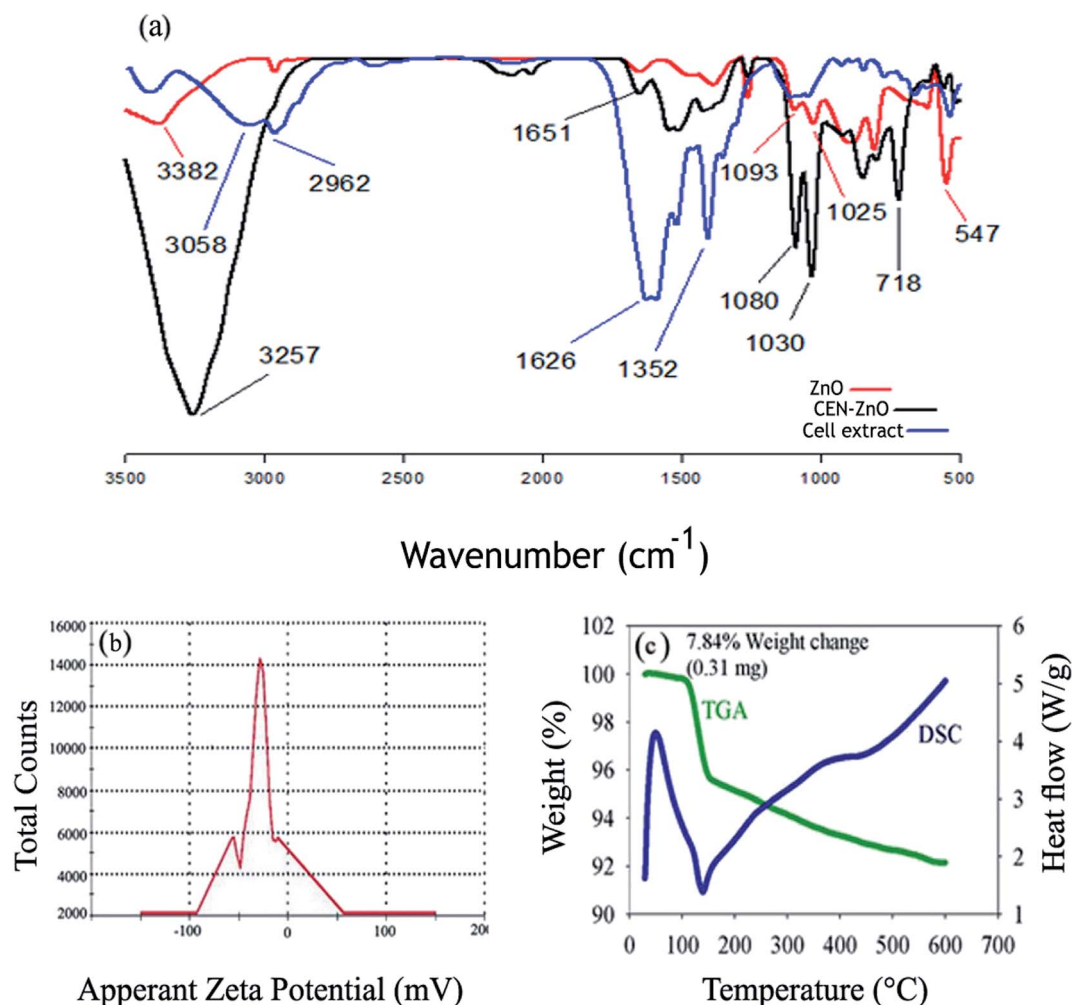 (a)
3382
3058
2962
3257
1651
1626
1352
1093
1025
1080
1030
718
547
ZnO
CEN-ZnO
Cell extract
3500 3000 2500 2000 1500 1000 500
Wavenumber (cm⁻¹)
(b)
16000
14000
12000
10000
8000
6000
4000
2000
Total Counts
-100 0 100 200
Apperant Zeta Potential (mV)
(c)
7.84% Weight change
(0.31 mg)
TGA
DSC
102
100
98
96
94
92
90
Weight (%)
6
5
4
3
2
1
Heat flow (W/g)
0 100 200 300 400 500 600 700
Temperature (°C)